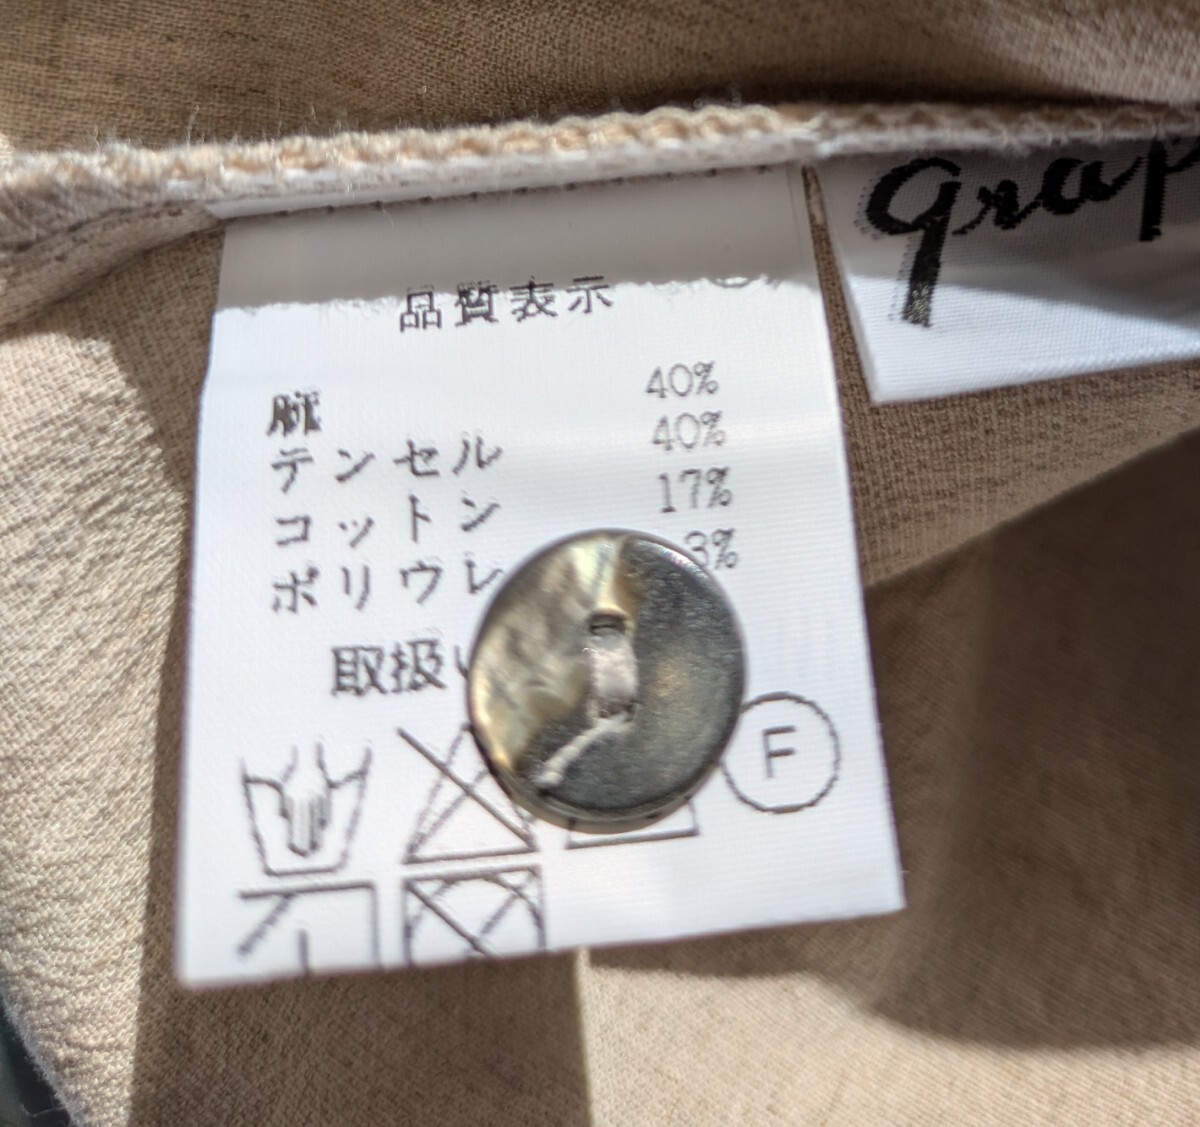 品質表示
麻 40%
テンセル 40%
コットン 17%
ポリウレ 3%
取扱い
F
grap